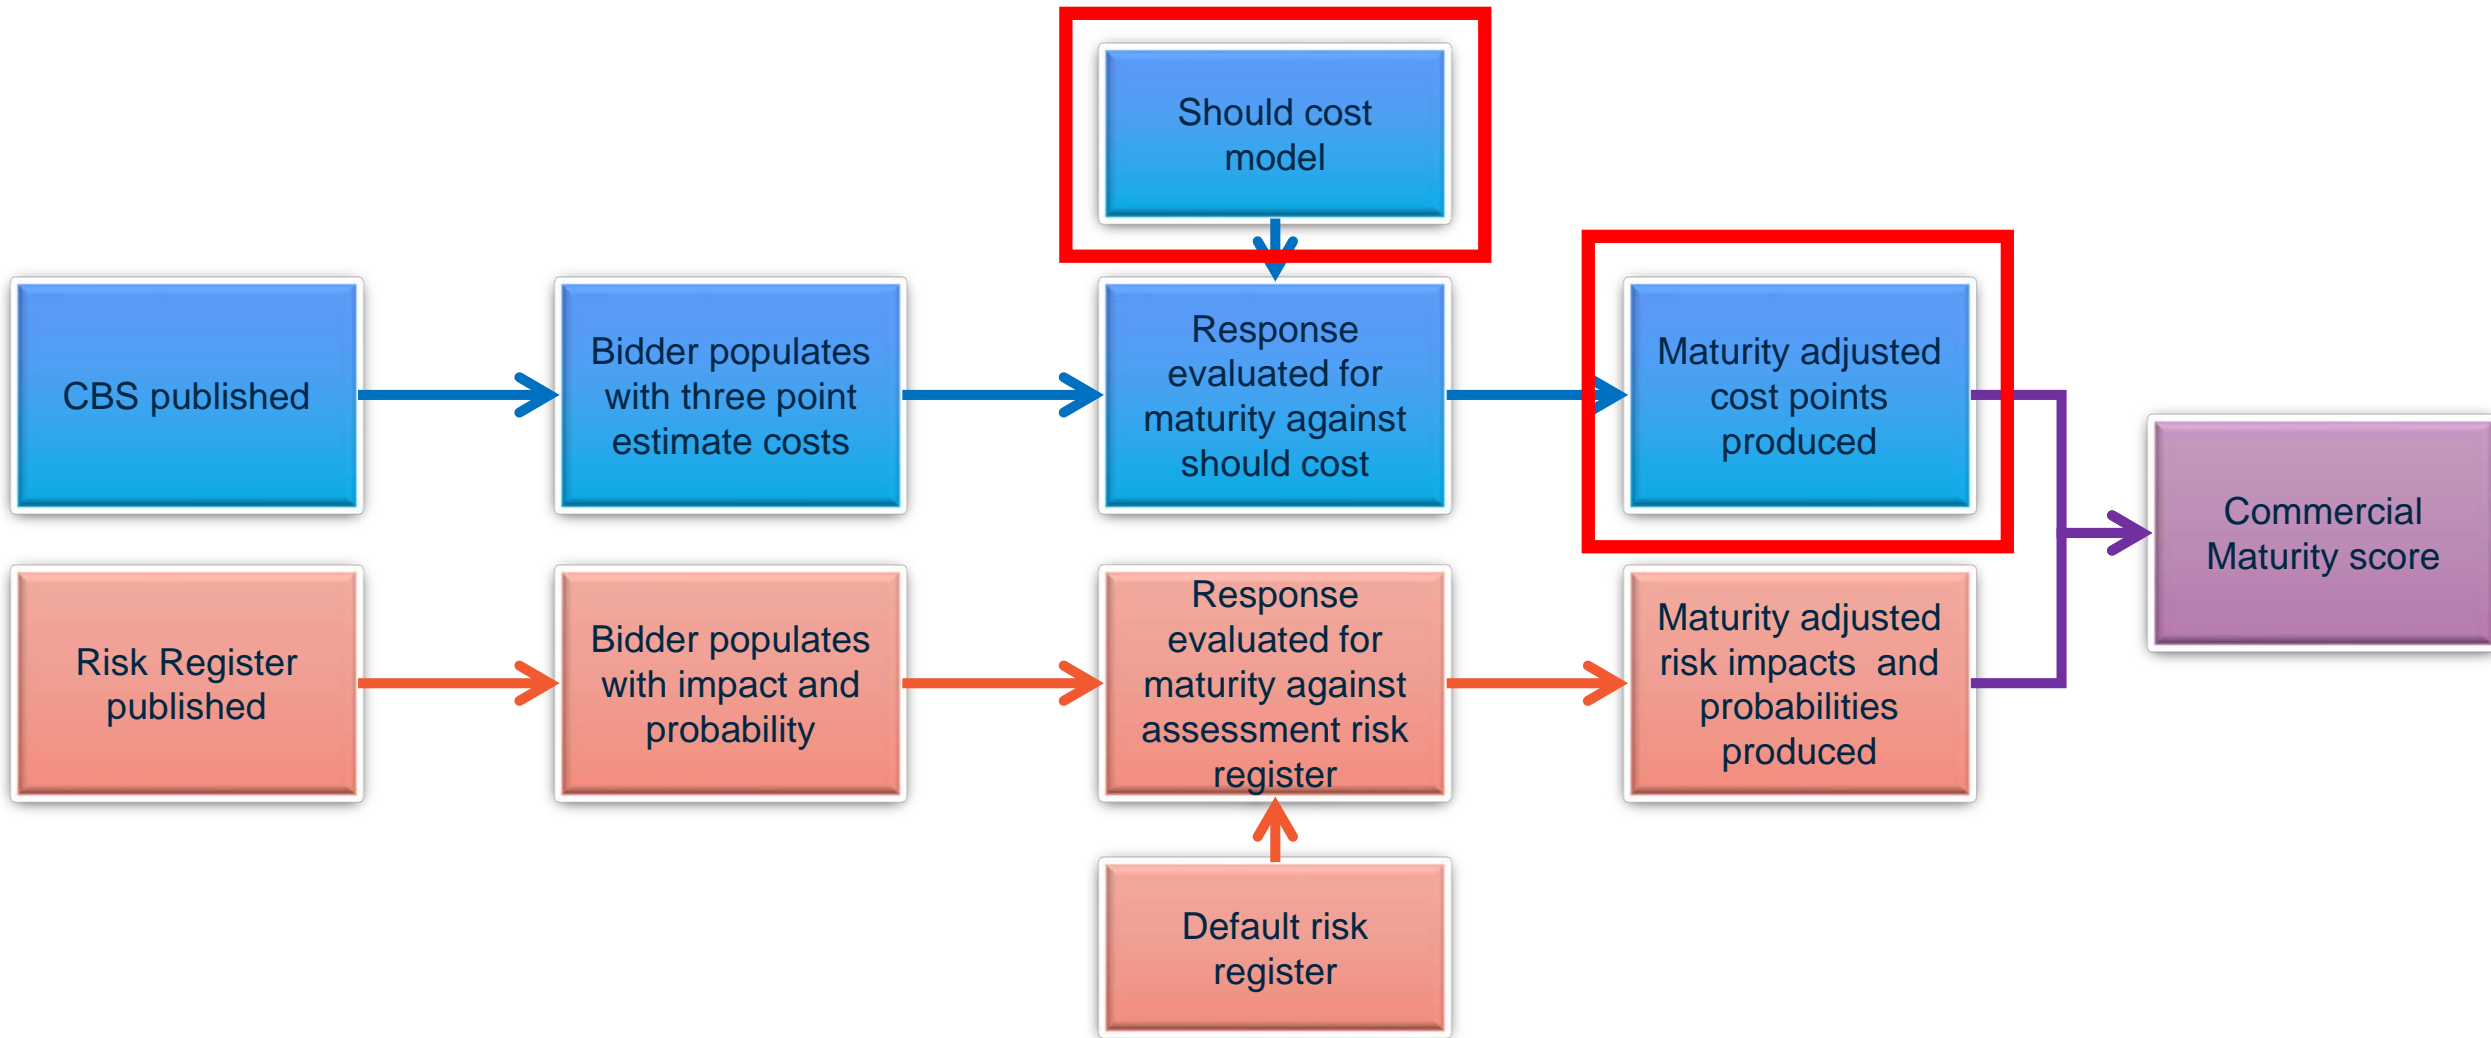 Should cost
model
CBS published
Bidder populates
with three point
estimate costs
Response
evaluated for
maturity against
should cost
Maturity adjusted
cost points
produced
Commercial
Maturity score
Risk Register
published
Bidder populates
with impact and
probability
Response
evaluated for
maturity against
assessment risk
register
Maturity adjusted
risk impacts  and
probabilities
produced
Default risk
register